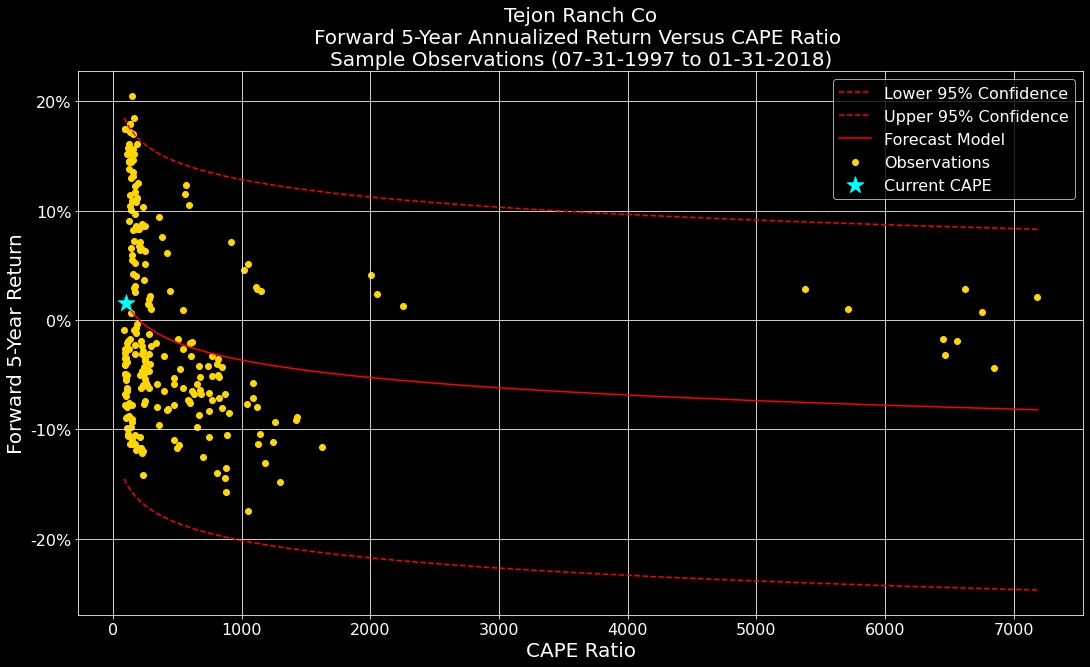 Tejon Ranch Co
Forward 5-Year Annualized Return Versus CAPE Ratio
Sample Observations (07-31-1997 to 01-31-2018)
Lower 95% Confidence
Upper 95% Confidence
Forecast Model
Observations
Current CAPE
Forward 5-Year Return
20%
10%
0%
-10%
-20%
0 1000 2000 3000 4000 5000 6000 7000
CAPE Ratio